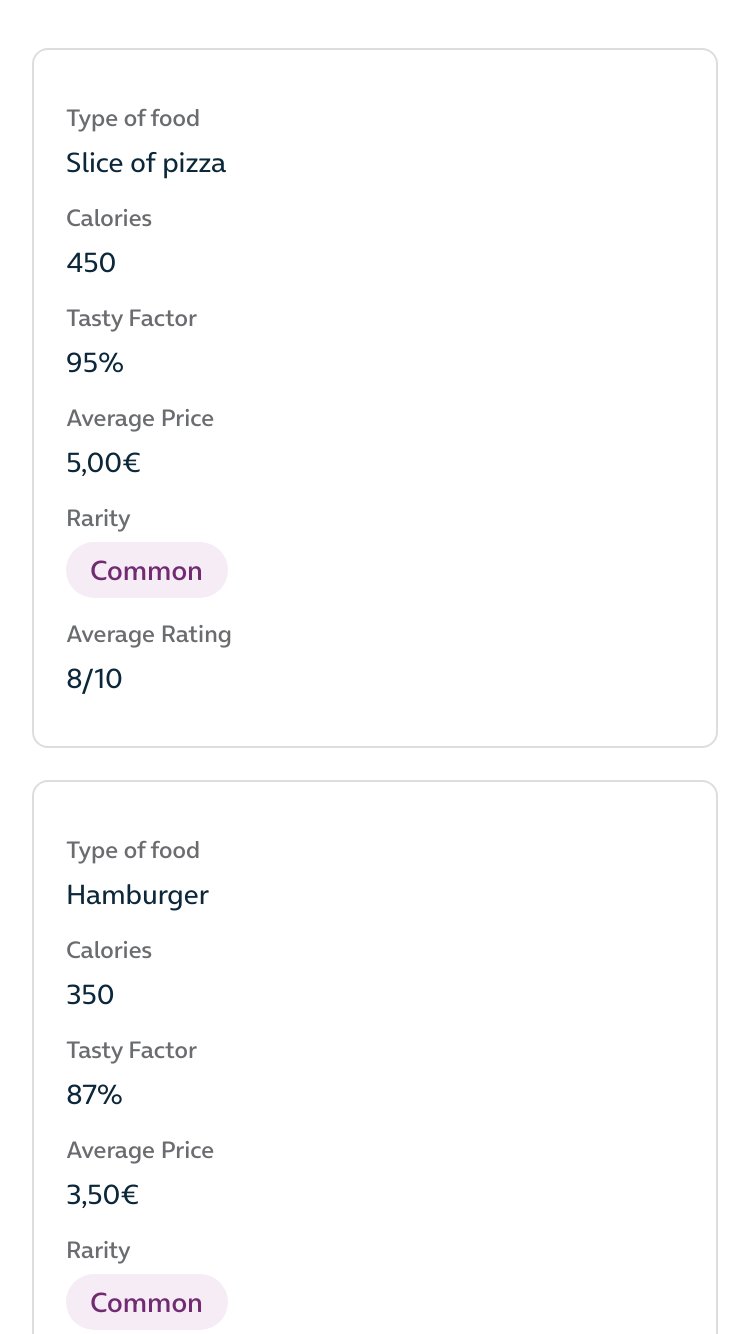 Type of food
Slice of pizza
Calories
450
Tasty Factor
95%
Average Price
5,00€
Rarity
Common
Average Rating
8/10
Type of food
Hamburger
Calories
350
Tasty Factor
87%
Average Price
3,50€
Rarity
Common